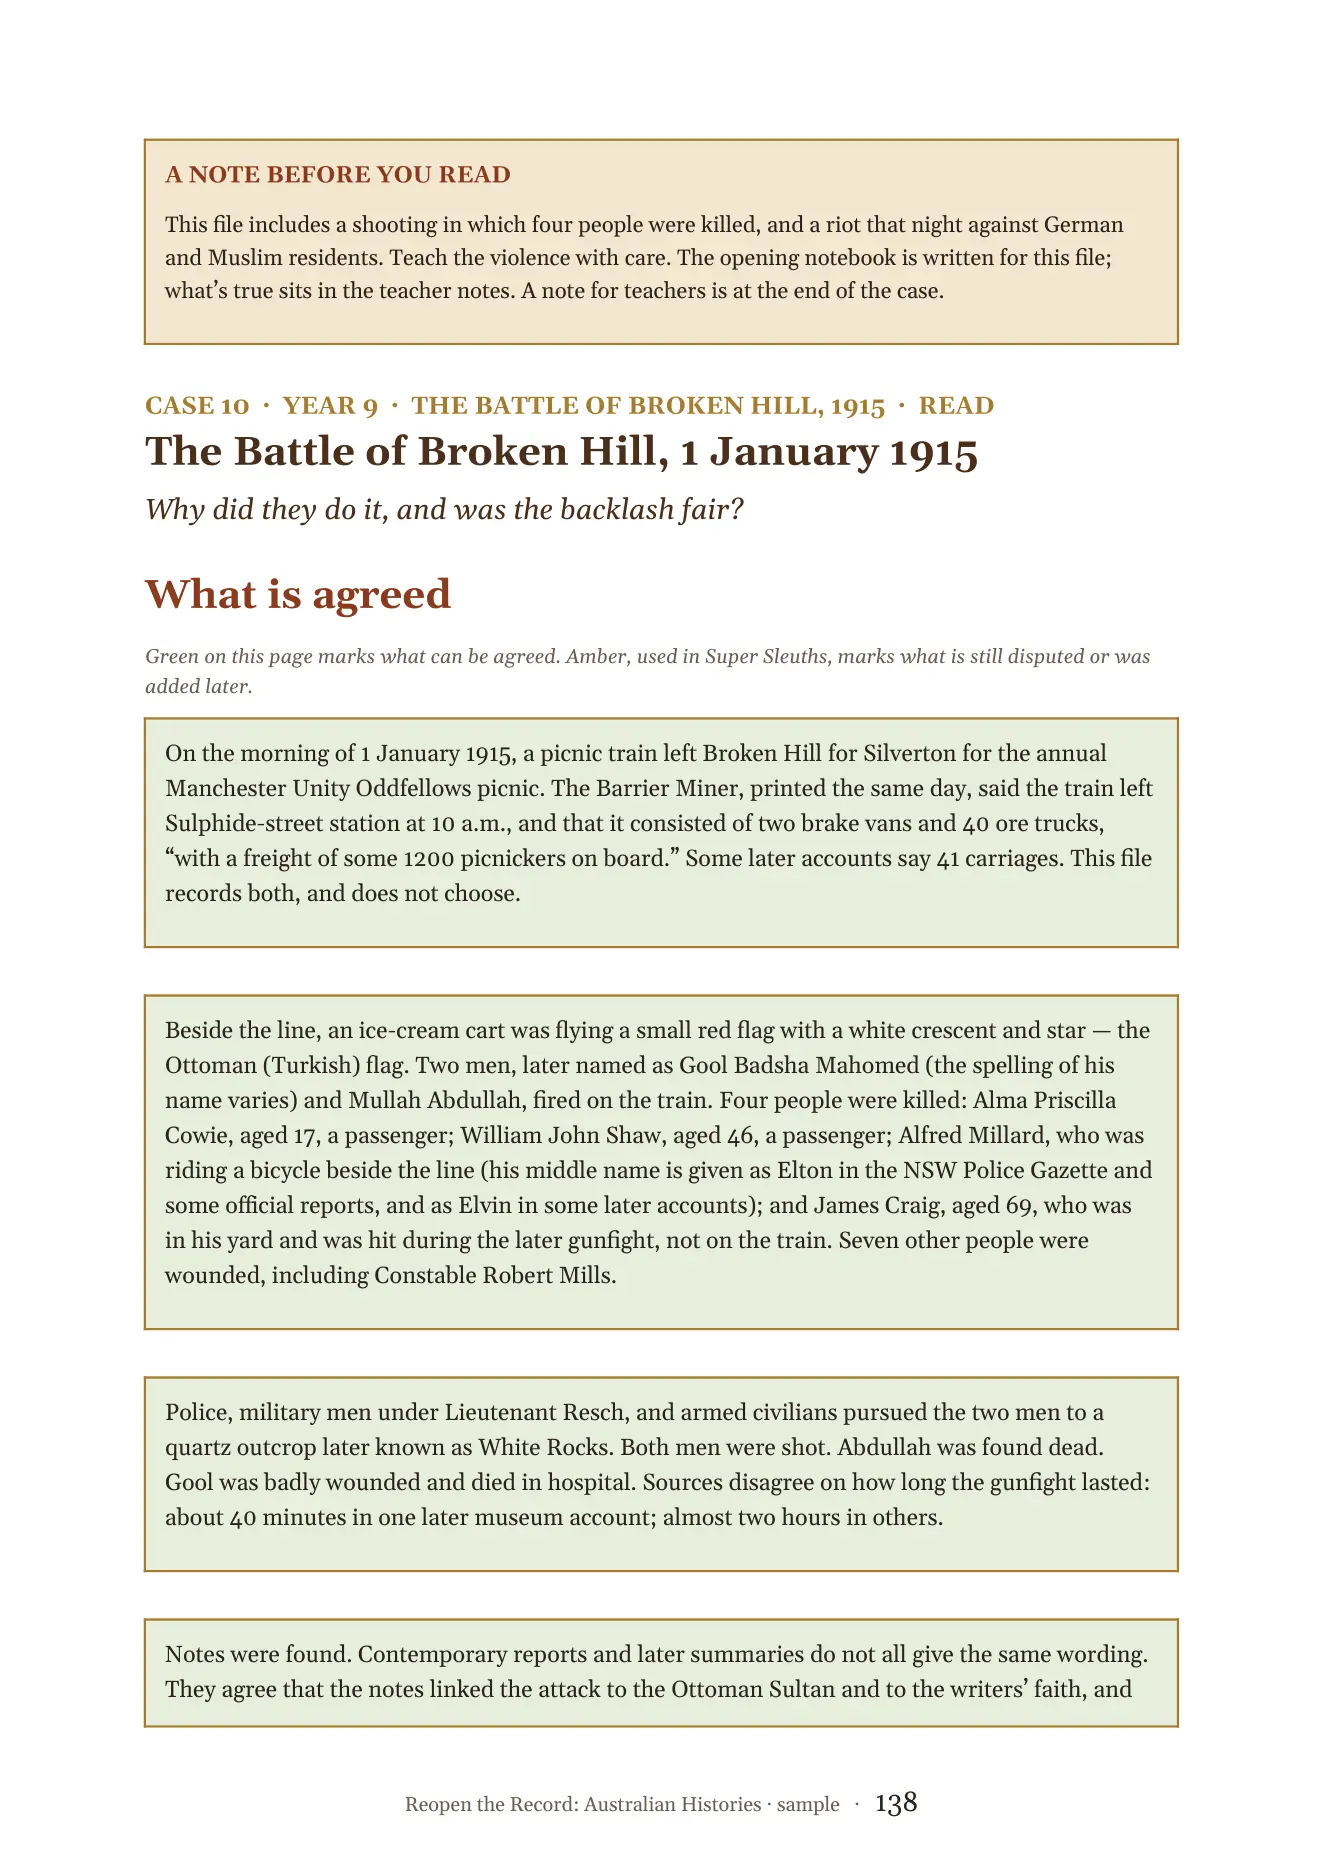 A NOTE BEFORE YOU READ
This file includes a shooting in which four people were killed, and a riot that night against German
and Muslim residents. Teach the violence with care. The opening notebook is written for this file;
what’s true sits in the teacher notes. A note for teachers is at the end of the case.
CASE 10 · YEAR 9 · THE BATTLE OF BROKEN HILL, 1915 · READ
The Battle of Broken Hill, 1 January 1915
Why did they do it, and was the backlash fair?
What is agreed
Green on this page marks what can be agreed. Amber, used in Super Sleuths, marks what is still disputed or was
added later.
On the morning of 1 January 1915, a picnic train left Broken Hill for Silverton for the annual
Manchester Unity Oddfellows picnic. The Barrier Miner, printed the same day, said the train left
Sulphide-street station at 10 a.m., and that it consisted of two brake vans and 40 ore trucks,
“with a freight of some 1200 picnickers on board.” Some later accounts say 41 carriages. This file
records both, and does not choose.
Beside the line, an ice-cream cart was flying a small red flag with a white crescent and star — the
Ottoman (Turkish) flag. Two men, later named as Gool Badsha Mahomed (the spelling of his
name varies) and Mullah Abdullah, fired on the train. Four people were killed: Alma Priscilla
Cowie, aged 17, a passenger; William John Shaw, aged 46, a passenger; Alfred Millard, who was
riding a bicycle beside the line (his middle name is given as Elton in the NSW Police Gazette and
some official reports, and as Elvin in some later accounts); and James Craig, aged 69, who was
in his yard and was hit during the later gunfight, not on the train. Seven other people were
wounded, including Constable Robert Mills.
Police, military men under Lieutenant Resch, and armed civilians pursued the two men to a
quartz outcrop later known as White Rocks. Both men were shot. Abdullah was found dead.
Gool was badly wounded and died in hospital. Sources disagree on how long the gunfight lasted:
about 40 minutes in one later museum account; almost two hours in others.
Notes were found. Contemporary reports and later summaries do not all give the same wording.
They agree that the notes linked the attack to the Ottoman Sultan and to the writers’ faith, and
Reopen the Record: Australian Histories · sample · 138